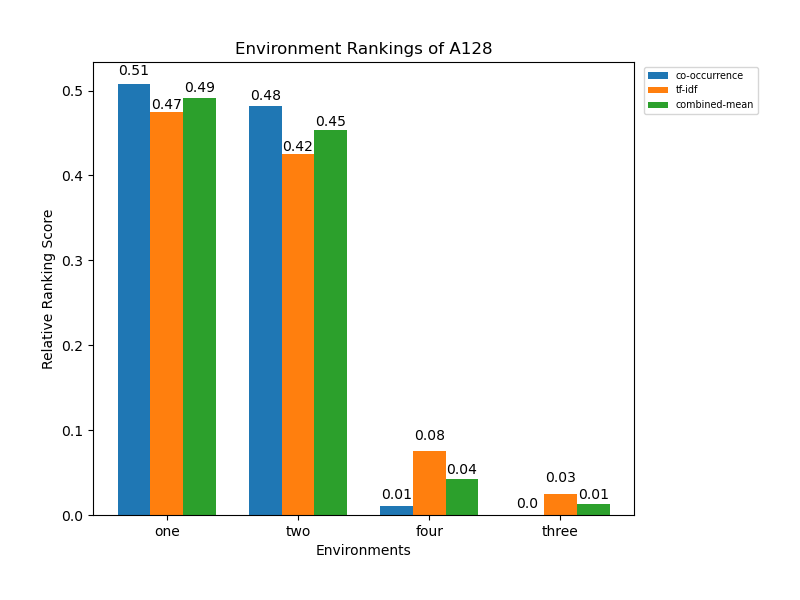 Environment Rankings of A128
co-occurrence
tf-idf
combined-mean
Relative Ranking Score
0.5
0.4
0.3
0.2
0.1
0.0
0.51
0.47
0.49
0.48
0.42
0.45
0.01
0.08
0.04
0.0
0.03
0.01
one two four three
Environments